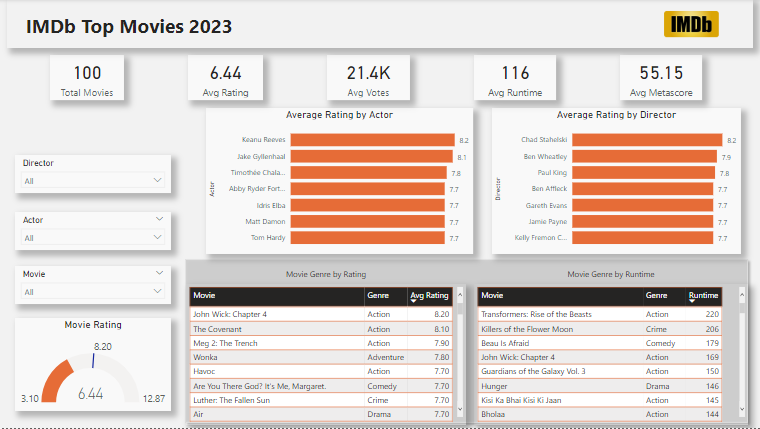 IMDb Top Movies 2023
IMDb
100
Total Movies
6.44
Avg Rating
21.4K
Avg Votes
116
Avg Runtime
55.15
Avg Metascore
Director
All
Actor
All
Movie
All
Movie Rating
8.20
6.44
3.10
12.87
Average Rating by Actor
Actor
Keanu Reeves 8.2
Jake Gyllenhaal 8.1
Timothée Chala... 7.8
Abby Ryder Fort... 7.7
Idris Elba 7.7
Matt Damon 7.7
Tom Hardy 7.7
Average Rating by Director
Director
Chad Stahelski 8.2
Ben Wheatley 7.9
Paul King 7.8
Ben Affleck 7.7
Gareth Evans 7.7
Jamie Payne 7.7
Kelly Fremon C... 7.7
Movie Genre by Rating
Movie Genre Avg Rating
John Wick: Chapter 4 Action 8.20
The Covenant Action 8.10
Meg 2: The Trench Action 7.90
Wonka Adventure 7.80
Havoc Action 7.70
Are You There God? It's Me, Margaret. Comedy 7.70
Luther: The Fallen Sun Crime 7.70
Air Drama 7.70
Movie Genre by Runtime
Movie Genre Runtime
Transformers: Rise of the Beasts Action 220
Killers of the Flower Moon Crime 206
Beau Is Afraid Comedy 179
John Wick: Chapter 4 Action 169
Guardians of the Galaxy Vol. 3 Action 150
Hunger Drama 146
Kisi Ka Bhai Kisi Ki Jaan Action 145
Bholaa Action 144